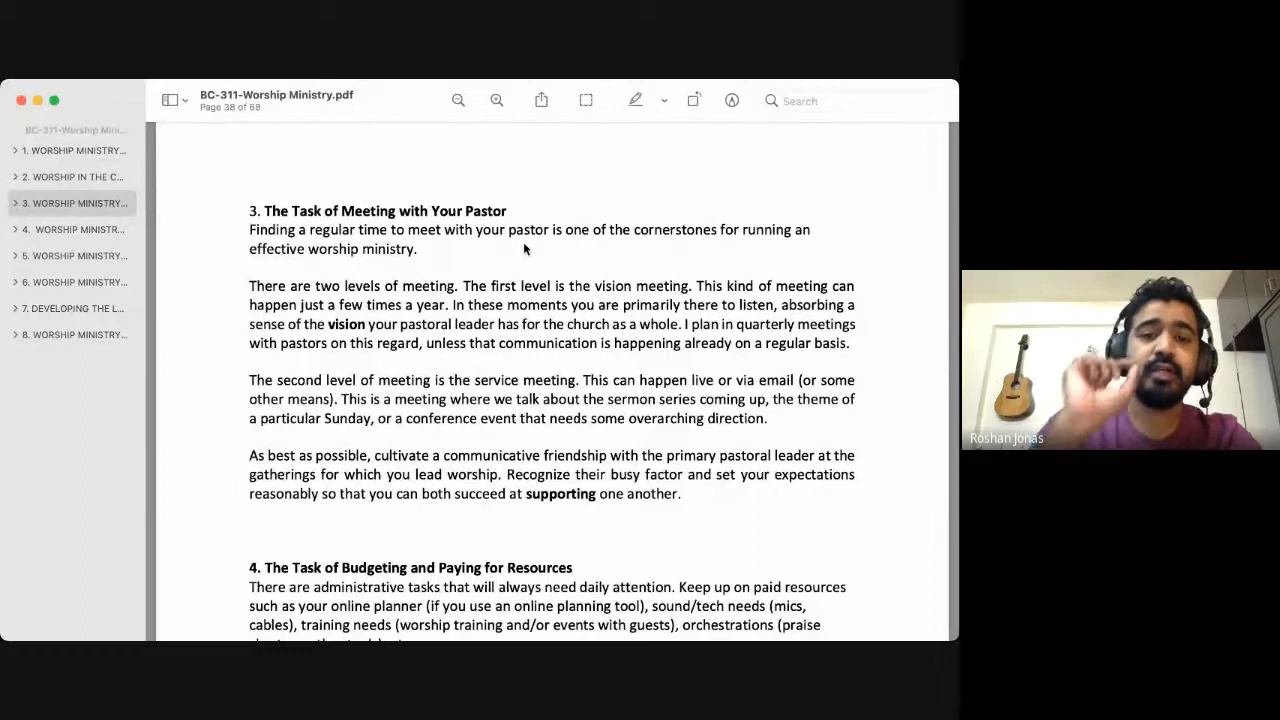 BC-311-Worship Ministry.pdf
Page 38 of 68
Search
BC-311-Worship Mini...
1. WORSHIP MINISTRY...
2. WORSHIP IN THE C...
3. WORSHIP MINISTRY...
4. WORSHIP MINISTR...
5. WORSHIP MINISTRY...
6. WORSHIP MINISTRY...
7. DEVELOPING THE L...
8. WORSHIP MINISTRY...
3. The Task of Meeting with Your Pastor
Finding a regular time to meet with your pastor is one of the cornerstones for running an
effective worship ministry.
There are two levels of meeting. The first level is the vision meeting. This kind of meeting can
happen just a few times a year. In these moments you are primarily there to listen, absorbing a
sense of the vision your pastoral leader has for the church as a whole. I plan in quarterly meetings
with pastors on this regard, unless that communication is happening already on a regular basis.
The second level of meeting is the service meeting. This can happen live or via email (or some
other means). This is a meeting where we talk about the sermon series coming up, the theme of
a particular Sunday, or a conference event that needs some overarching direction.
As best as possible, cultivate a communicative friendship with the primary pastoral leader at the
gatherings for which you lead worship. Recognize their busy factor and set your expectations
reasonably so that you can both succeed at supporting one another.
4. The Task of Budgeting and Paying for Resources
There are administrative tasks that will always need daily attention. Keep up on paid resources
such as your online planner (if you use an online planning tool), sound/tech needs (mics,
cables), training needs (worship training and/or events with guests), orchestrations (praise
Roshan Jonas